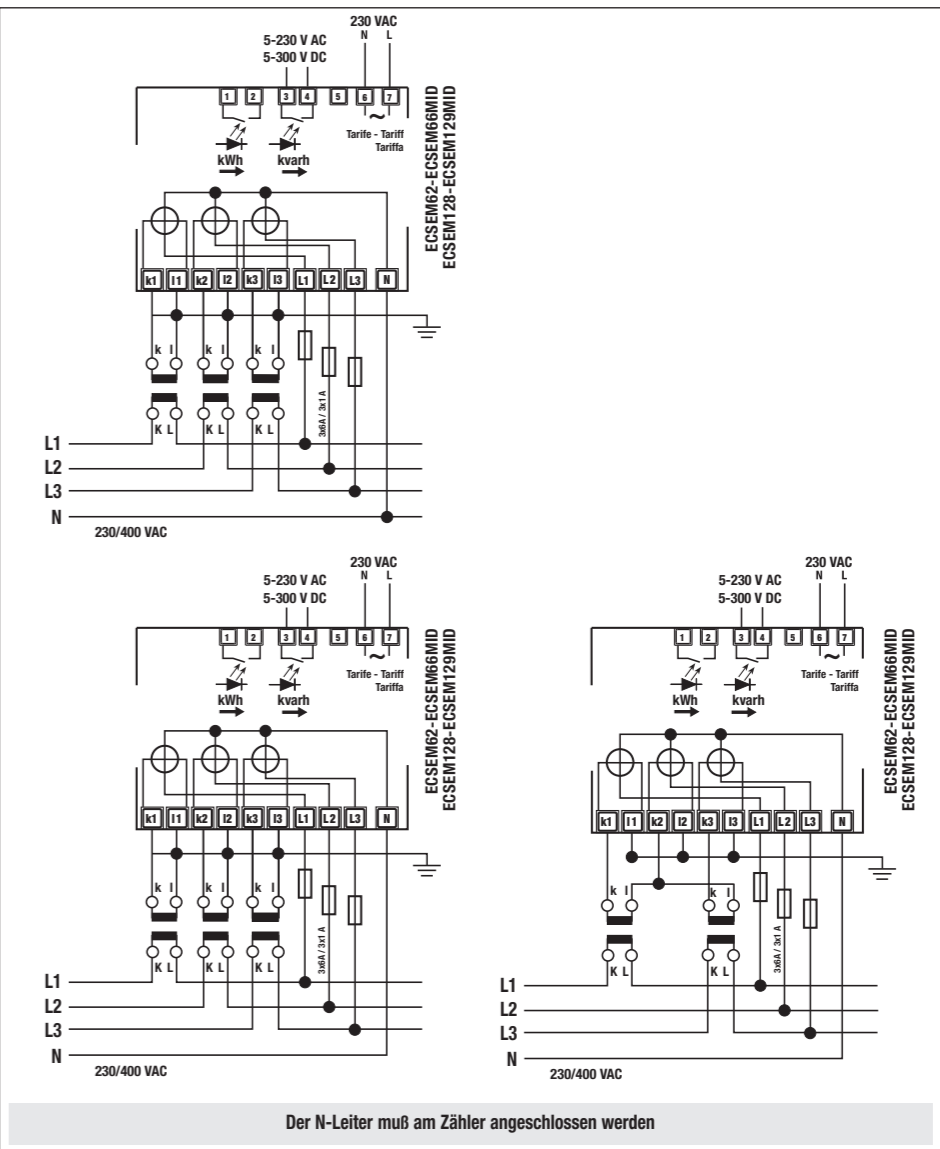 230 VAC
N L
5-230 V AC
5-300 V DC
1 2 3 4 5 6 7
~
Tarife - Tariff
Tariffa
kWh kvarh
ECSEM62-ECSEM66MID
ECSEM128-ECSEM129MID
k1 l1 k2 l2 k3 l3 L1 L2 L3 N
k l k l k l
3x6A / 3x1 A
K L K L K L
L1
L2
L3
N
230/400 VAC
230 VAC
N L
5-230 V AC
5-300 V DC
1 2 3 4 5 6 7
~
Tarife - Tariff
Tariffa
kWh kvarh
ECSEM62-ECSEM66MID
ECSEM128-ECSEM129MID
k1 l1 k2 l2 k3 l3 L1 L2 L3 N
k l k l k l
3x6A / 3x1 A
K L K L K L
L1
L2
L3
N
230/400 VAC
230 VAC
N L
5-230 V AC
5-300 V DC
1 2 3 4 5 6 7
~
Tarife - Tariff
Tariffa
kWh kvarh
ECSEM62-ECSEM66MID
ECSEM128-ECSEM129MID
k1 l1 k2 l2 k3 l3 L1 L2 L3 N
k l k l
3x6A / 3x1 A
K L K L
L1
L2
L3
N
230/400 VAC
Der N-Leiter muß am Zähler angeschlossen werden